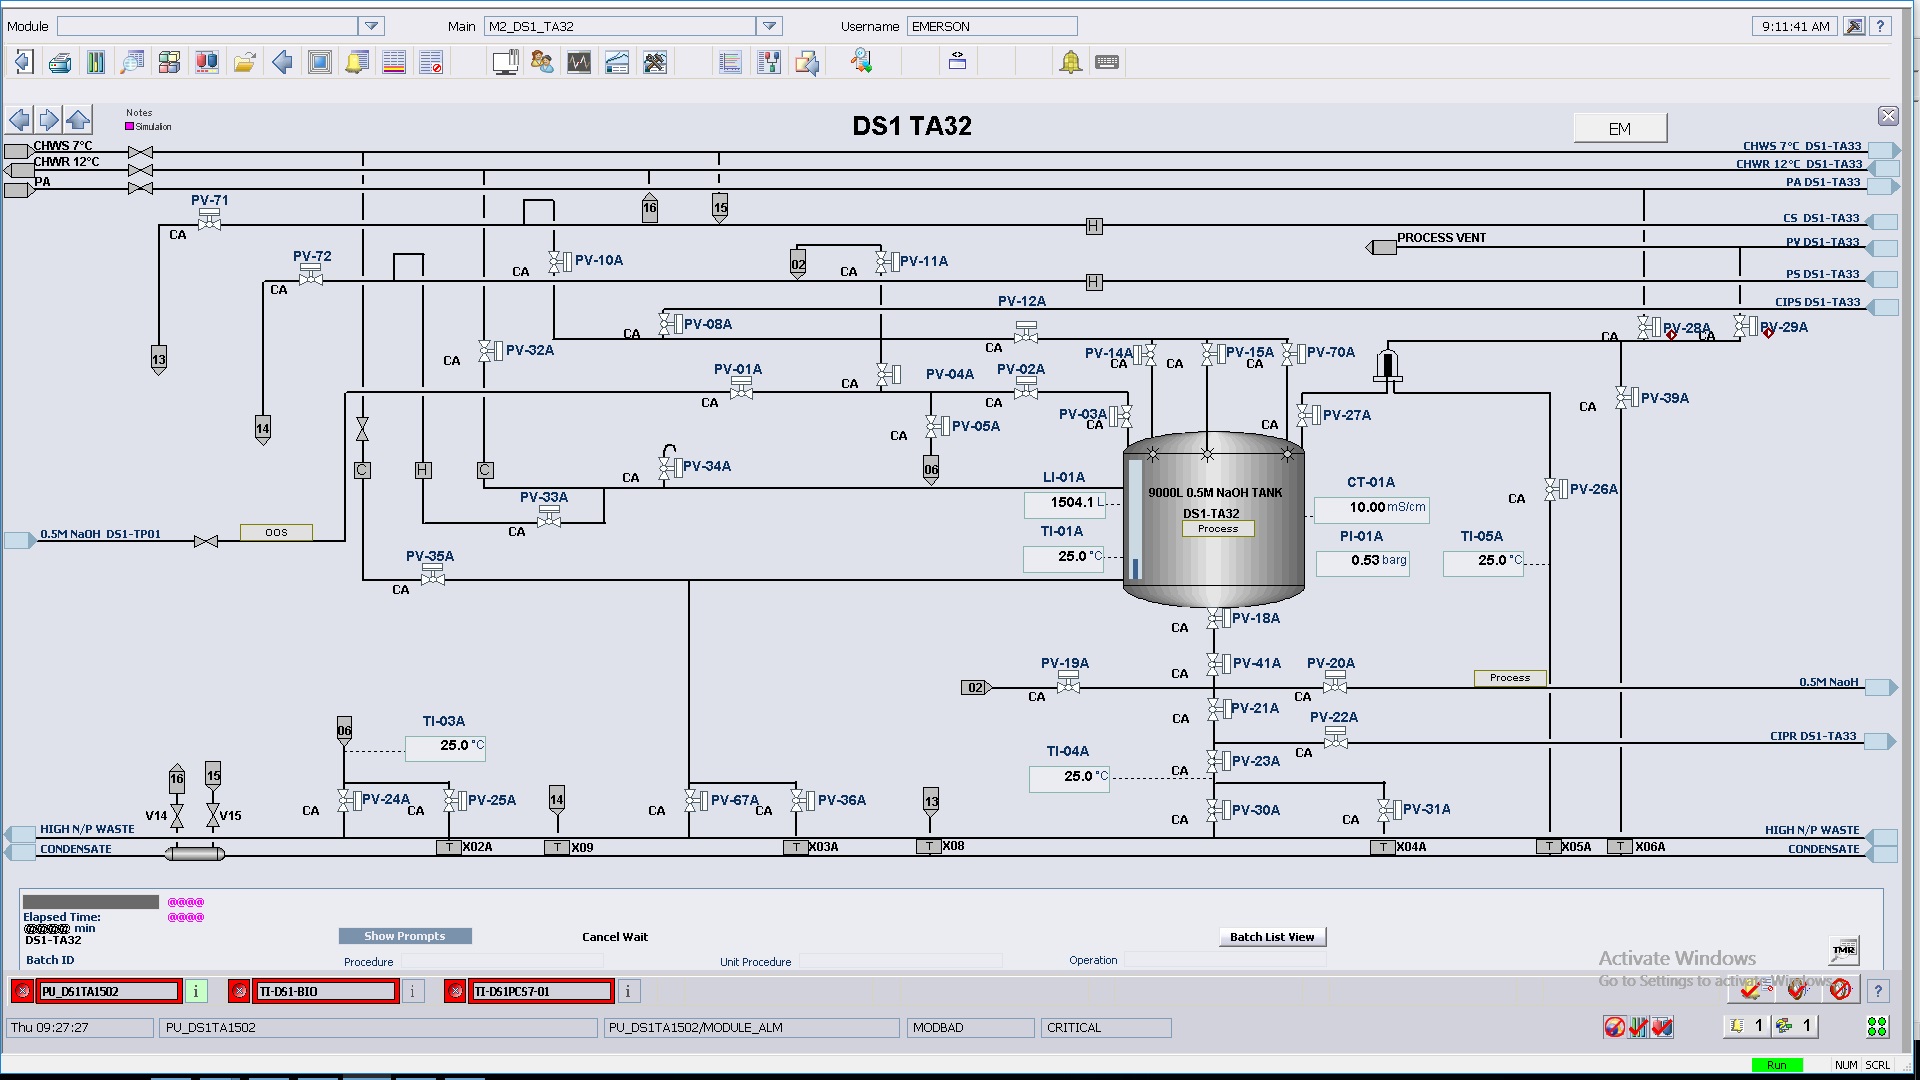 Module
Main M2_DS1_TA32
Username EMERSON
9:11:41 AM
?
Notes
Simulation
DS1 TA32
EM
CHWS 7°C
CHWR 12°C
PA
CHWS 7°C DS1-TA33
CHWR 12°C DS1-TA33
PA DS1-TA33
CS DS1-TA33
PV DS1-TA33
PS DS1-TA33
CIPS DS1-TA33
PROCESS VENT
PV-71
CA
16
15
H
PV-72
CA
PV-10A
CA
02
CA
PV-11A
H
PV-12A
CA
PV-08A
CA
CA
PV-28A
CA
PV-29A
13
CA
PV-32A
PV-14A
CA
CA
PV-15A
CA
PV-70A
PV-01A
CA
CA
PV-04A
PV-02A
CA
PV-39A
CA
14
PV-03A
CA
CA
PV-05A
CA
PV-27A
C
H
C
CA
PV-34A
06
LI-01A
1504.1 L
9000L 0.5M NaOH TANK
DS1-TA32
Process
CT-01A
10.00 mS/cm
CA
PV-26A
PV-33A
CA
0.5M NaOH DS1-TP01
OOS
TI-01A
25.0 °C
PI-01A
0.53 barg
TI-05A
25.0 °C
PV-35A
CA
CA
PV-18A
CA
PV-41A
PV-19A
CA
02
PV-20A
CA
Process
0.5M NaoH
CA
PV-21A
PV-22A
CA
CIPR DS1-TA33
06
TI-03A
25.0 °C
TI-04A
25.0 °C
CA
PV-23A
16
15
V14
V15
CA
PV-24A
CA
PV-25A
14
CA
PV-67A
CA
PV-36A
13
CA
PV-30A
CA
PV-31A
HIGH N/P WASTE
CONDENSATE
HIGH N/P WASTE
CONDENSATE
T X02A
T X09
T X03A
T X08
T X04A
T X05A
T X06A
@@@@
Elapsed Time:
@@@@
@@@@ min
DS1-TA32
Batch ID
Show Prompts
Cancel Wait
Batch List View
TMR
Procedure
Unit Procedure
Operation
Activate Windows
Go to Settings to activate Windows.
PU_DS1TA1502
i
TI-DS1-BIO
i
TI-DS1PCS7-01
i
?
Thu 09:27:27
PU_DS1TA1502
PU_DS1TA1502/MODULE_ALM
MODBAD
CRITICAL
1
1
Run
NUM
SCRL